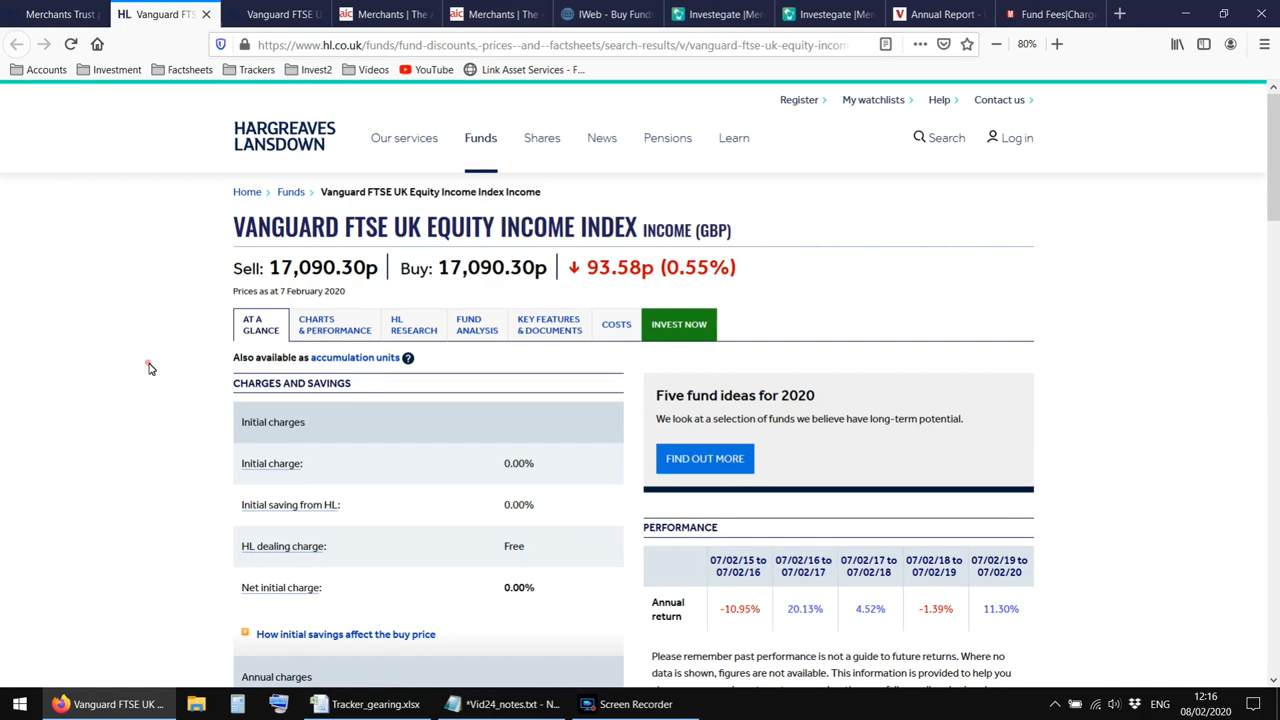 Merchants Trust
HL Vanguard FTS
Vanguard FTSE U
Merchants | The A
Merchants | The
IWeb - Buy Fund
Investegate |Mer
Investegate |Mer
Annual Report -
Fund Fees|Charge
https://www.hl.co.uk/funds/fund-discounts,-prices--and--factsheets/search-results/v/vanguard-ftse-uk-equity-incom
80%
Accounts Investment Factsheets Trackers Invest2 Videos YouTube Link Asset Services - F...
Register My watchlists Help Contact us
HARGREAVES
LANSDOWN
Our services Funds Shares News Pensions Learn Search Log in
Home Funds Vanguard FTSE UK Equity Income Index Income
VANGUARD FTSE UK EQUITY INCOME INDEX INCOME (GBP)
Sell: 17,090.30p Buy: 17,090.30p 93.58p (0.55%)
Prices as at 7 February 2020
AT A
GLANCE
CHARTS
& PERFORMANCE
HL
RESEARCH
FUND
ANALYSIS
KEY FEATURES
& DOCUMENTS
COSTS
INVEST NOW
Also available as accumulation units ?
CHARGES AND SAVINGS
Initial charges
Initial charge: 0.00%
Initial saving from HL: 0.00%
HL dealing charge: Free
Net initial charge: 0.00%
How initial savings affect the buy price
Annual charges
Five fund ideas for 2020
We look at a selection of funds we believe have long-term potential.
FIND OUT MORE
PERFORMANCE
07/02/15 to 07/02/16 to 07/02/17 to 07/02/18 to 07/02/19 to
07/02/16 07/02/17 07/02/18 07/02/19 07/02/20
Annual
return
-10.95% 20.13% 4.52% -1.39% 11.30%
Please remember past performance is not a guide to future returns. Where no
data is shown, figures are not available. This information is provided to help you
Vanguard FTSE UK ...
Tracker_gearing.xlsx
*Vid24_notes.txt - N...
Screen Recorder
ENG
12:16
08/02/2020